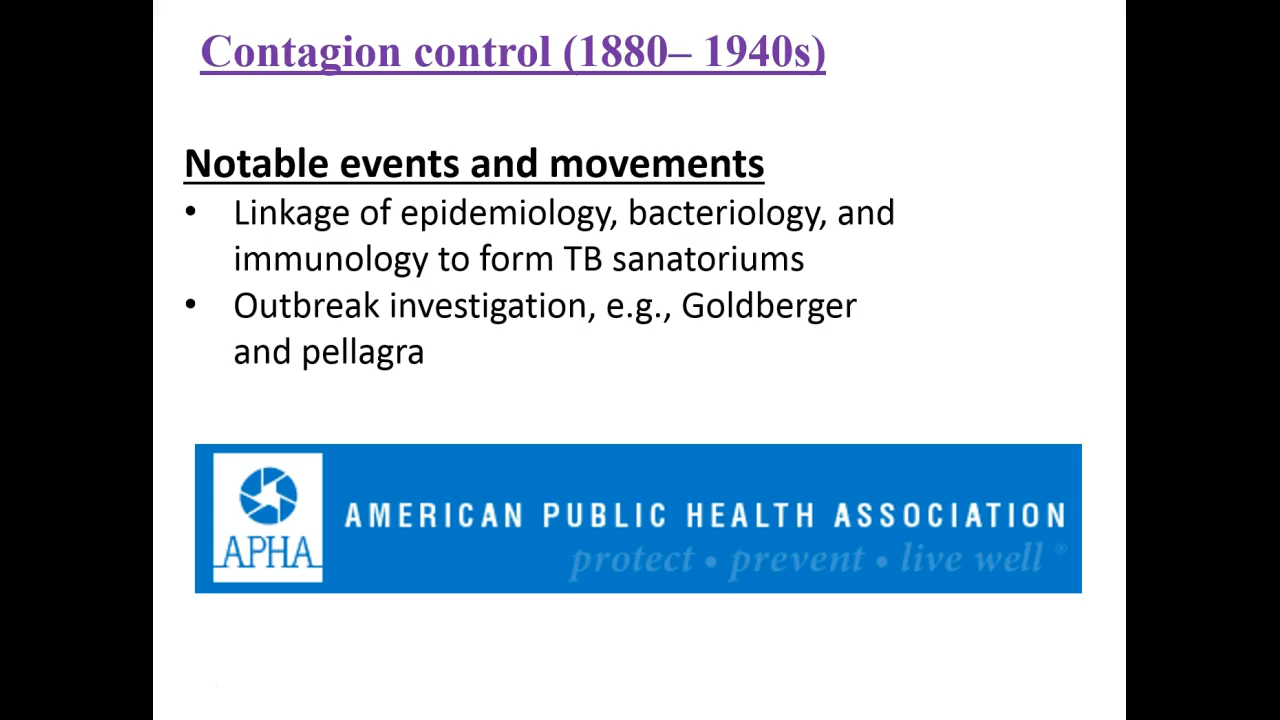 Contagion control (1880– 1940s)
Notable events and movements
• Linkage of epidemiology, bacteriology, and
immunology to form TB sanatoriums
• Outbreak investigation, e.g., Goldberger
and pellagra
APHA
AMERICAN PUBLIC HEALTH ASSOCIATION
protect • prevent • live well ®